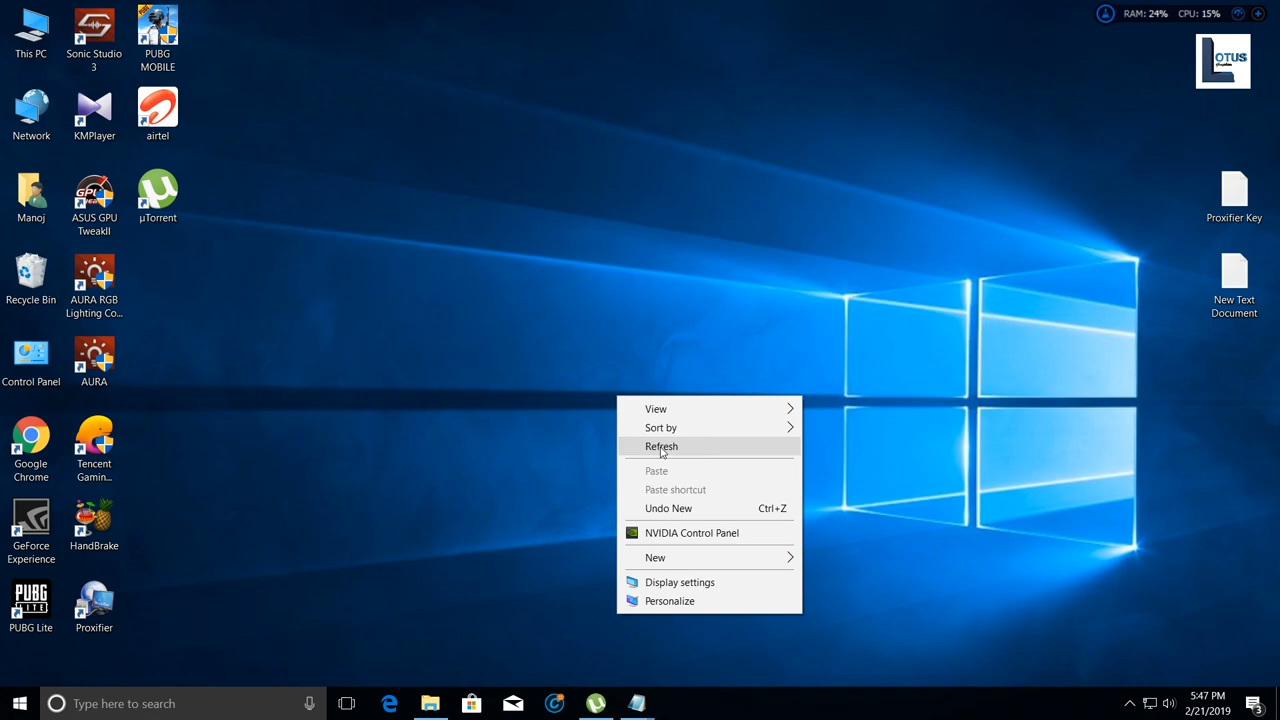 This PC
Sonic Studio
3
PUBG
MOBILE
Network
KMPlayer
airtel
Manoj
ASUS GPU
TweakII
µTorrent
Recycle Bin
AURA RGB
Lighting Co...
Control Panel
AURA
Google
Chrome
Tencent
Gamin...
GeForce
Experience
HandBrake
PUBG
LITE
PUBG Lite
Proxifier
RAM: 24%
CPU: 15%
LOTUS
Proxifier Key
New Text
Document
View
Sort by
Refresh
Paste
Paste shortcut
Undo New Ctrl+Z
NVIDIA Control Panel
New
Display settings
Personalize
Type here to search
5:47 PM
2/21/2019
3